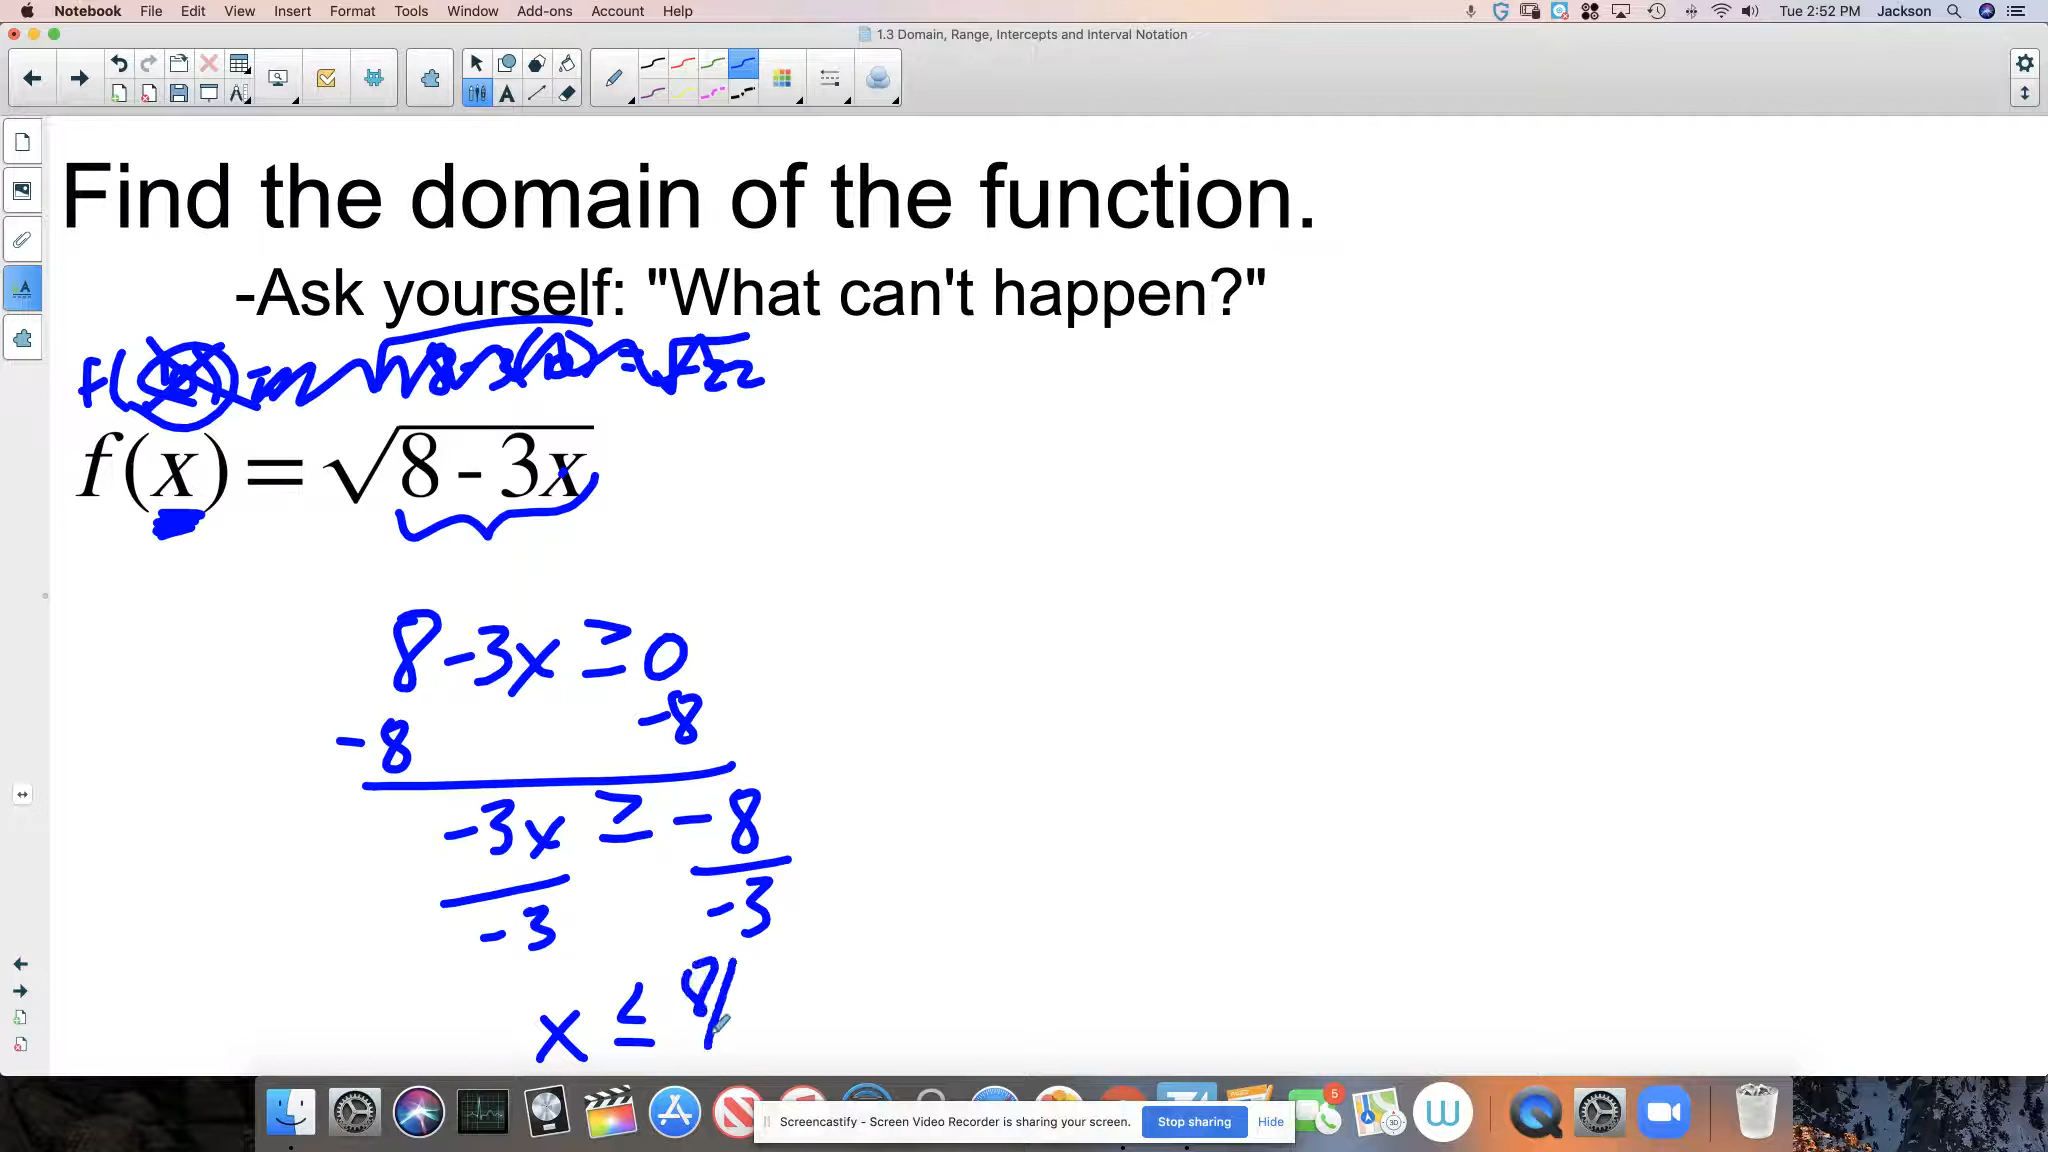 Notebook File Edit View Insert Format Tools Window Add-ons Account Help Tue 2:52 PM Jackson
1.3 Domain, Range, Intercepts and Interval Notation
Find the domain of the function.
-Ask yourself: "What can't happen?"
f(x) = √8 - 3x
8 - 3x ≥ 0
- 8 - 8
- 3x ≥ - 8
- 3 - 3
x ≤ 8/
5
3D
Screencastify - Screen Video Recorder is sharing your screen. Stop sharing Hide